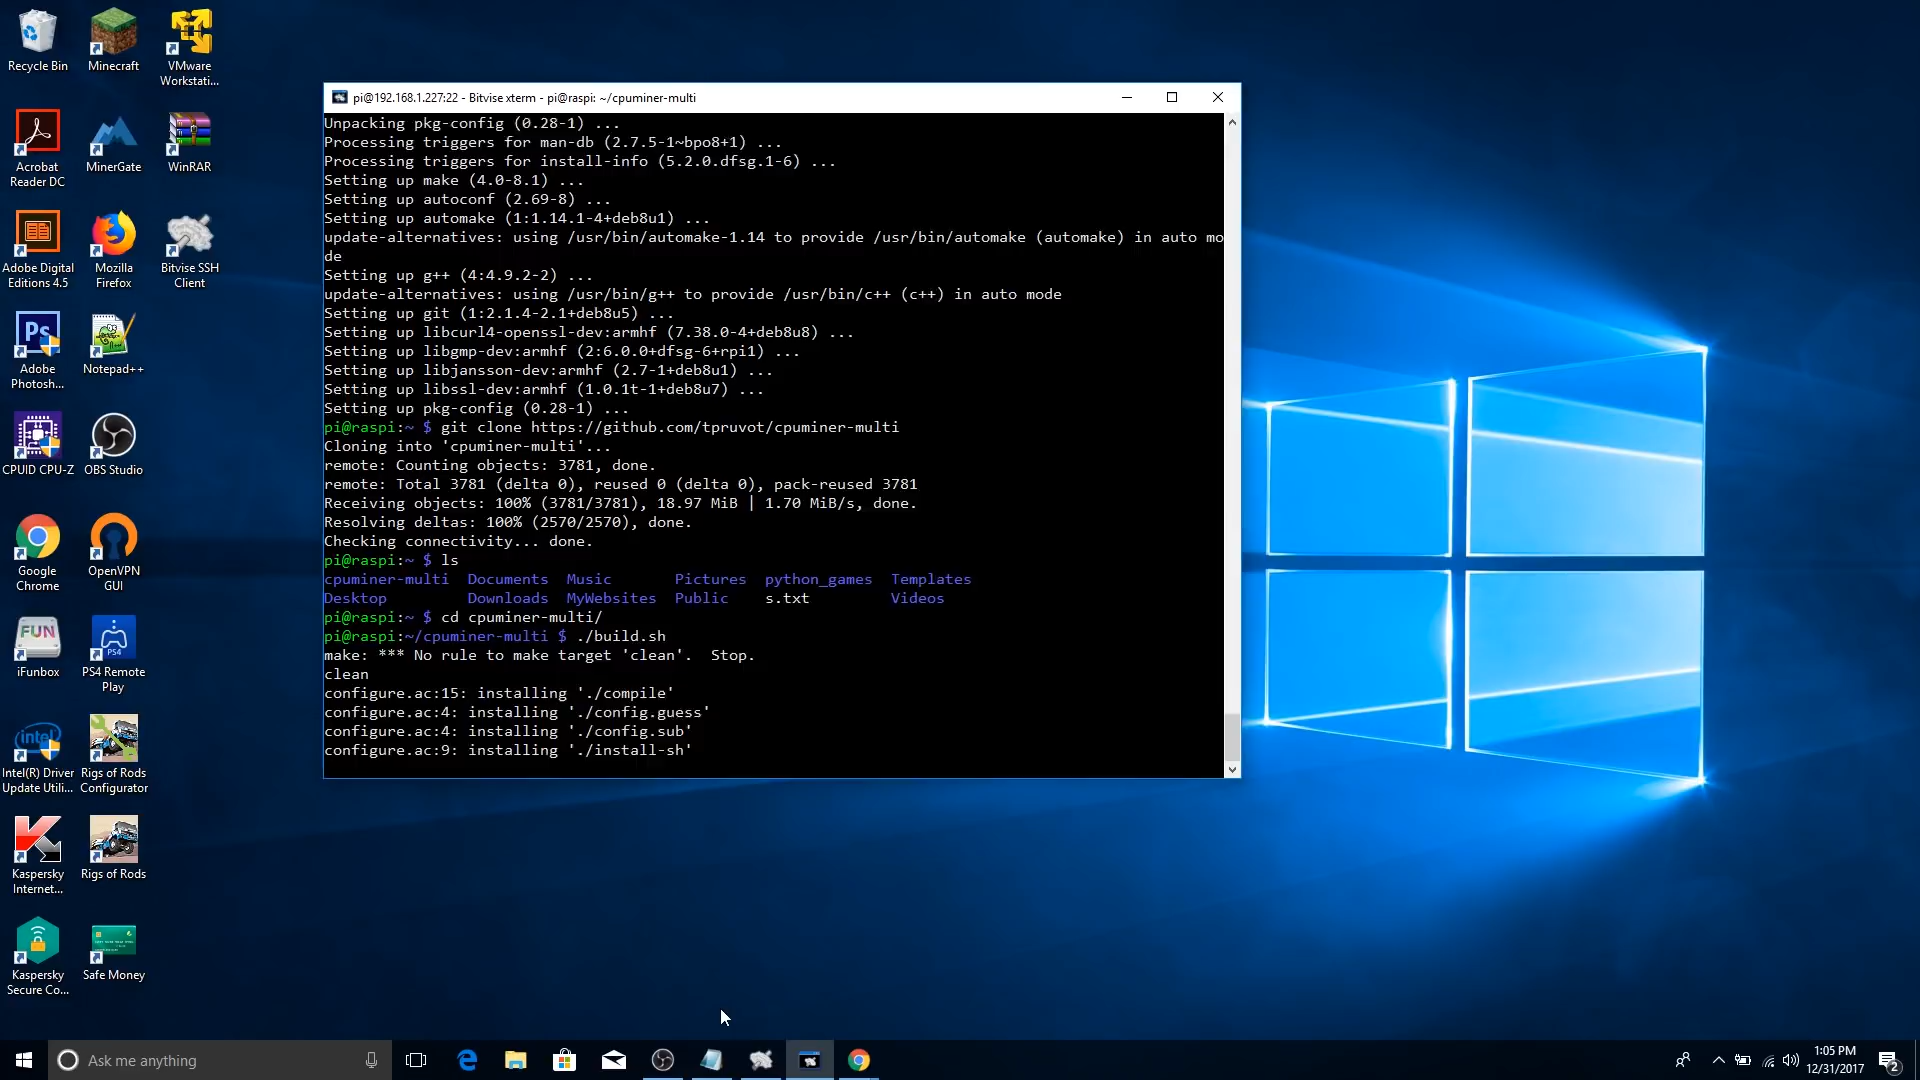 Recycle Bin
Minecraft
VMware
Workstati...
Acrobat
Reader DC
MinerGate
WinRAR
Adobe Digital
Editions 4.5
Mozilla
Firefox
Bitvise SSH
Client
Ps
Adobe
Photosh...
Notepad++
CPUID CPU-Z
OBS Studio
Google
Chrome
OpenVPN
GUI
FUN
iFunbox
PS4
PS4 Remote
Play
intel
Intel(R) Driver
Update Utili...
Rigs of Rods
Configurator
Kaspersky
Internet...
Rigs of Rods
Kaspersky
Secure Co...
Safe Money
pi@192.168.1.227:22 - Bitvise xterm - pi@raspi: ~/cpuminer-multi
Unpacking pkg-config (0.28-1) ...
Processing triggers for man-db (2.7.5-1~bpo8+1) ...
Processing triggers for install-info (5.2.0.dfsg.1-6) ...
Setting up make (4.0-8.1) ...
Setting up autoconf (2.69-8) ...
Setting up automake (1:1.14.1-4+deb8u1) ...
update-alternatives: using /usr/bin/automake-1.14 to provide /usr/bin/automake (automake) in auto mo
de
Setting up g++ (4:4.9.2-2) ...
update-alternatives: using /usr/bin/g++ to provide /usr/bin/c++ (c++) in auto mode
Setting up git (1:2.1.4-2.1+deb8u5) ...
Setting up libcurl4-openssl-dev:armhf (7.38.0-4+deb8u8) ...
Setting up libgmp-dev:armhf (2:6.0.0+dfsg-6+rpi1) ...
Setting up libjansson-dev:armhf (2.7-1+deb8u1) ...
Setting up libssl-dev:armhf (1.0.1t-1+deb8u7) ...
Setting up pkg-config (0.28-1) ...
pi@raspi:~ $ git clone https://github.com/tpruvot/cpuminer-multi
Cloning into 'cpuminer-multi'...
remote: Counting objects: 3781, done.
remote: Total 3781 (delta 0), reused 0 (delta 0), pack-reused 3781
Receiving objects: 100% (3781/3781), 18.97 MiB | 1.70 MiB/s, done.
Resolving deltas: 100% (2570/2570), done.
Checking connectivity... done.
pi@raspi:~ $ ls
cpuminer-multi  Documents  Music       Pictures  python_games  Templates
Desktop         Downloads  MyWebsites  Public    s.txt         Videos
pi@raspi:~ $ cd cpuminer-multi/
pi@raspi:~/cpuminer-multi $ ./build.sh
make: *** No rule to make target 'clean'.  Stop.
clean
configure.ac:15: installing './compile'
configure.ac:4: installing './config.guess'
configure.ac:4: installing './config.sub'
configure.ac:9: installing './install-sh'
Ask me anything
1:05 PM
12/31/2017
2